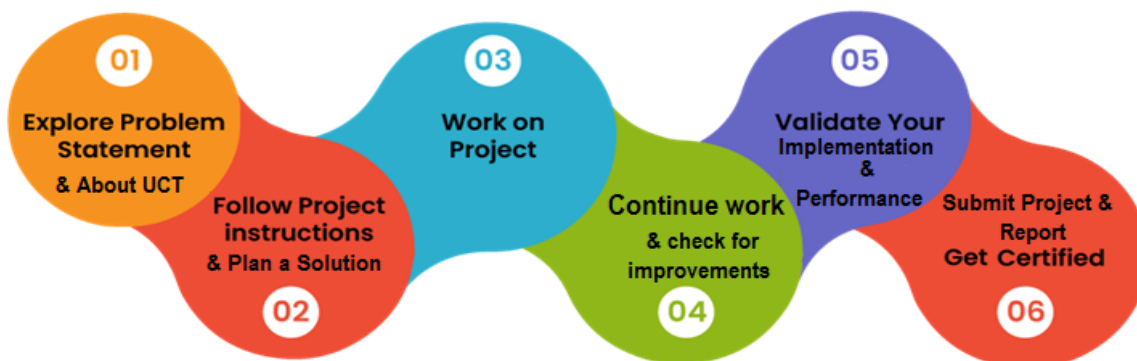 01
Explore Problem
Statement
& About UCT
Follow Project
instructions
& Plan a Solution
02
03
Work on
Project
Continue work
& check for
improvements
04
05
Validate Your
Implementation
&
Performance
Submit Project &
Report
Get Certified
06